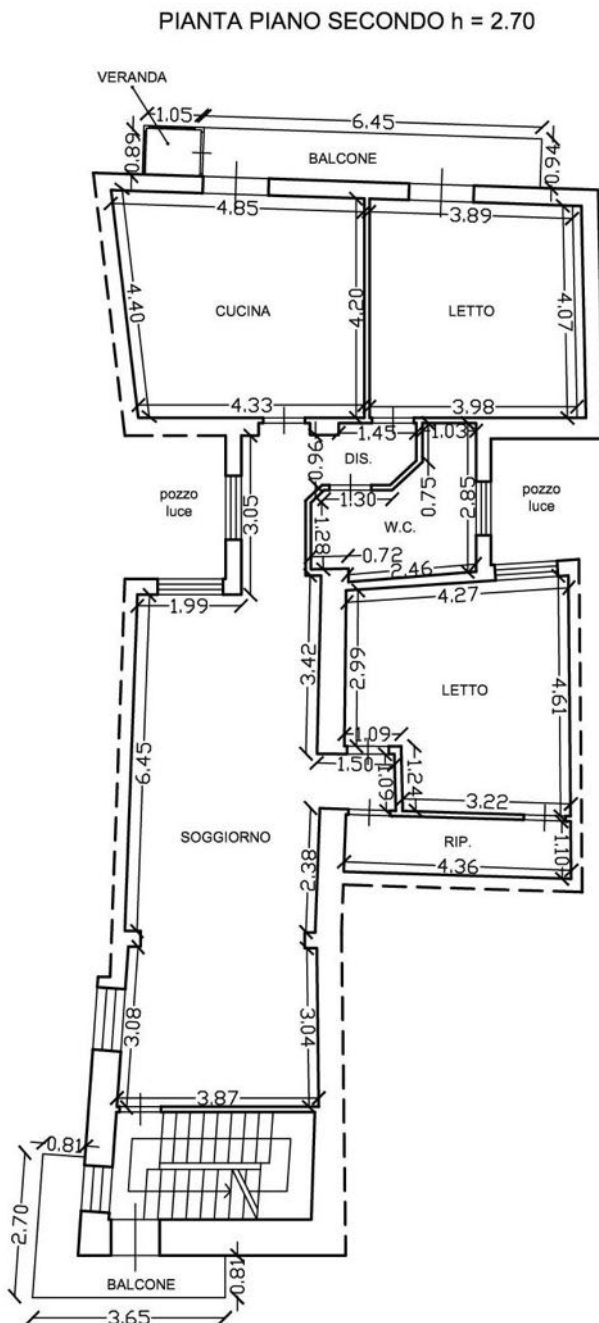 PIANTA PIANO SECONDO h = 2.70
VERANDA
1.05
6.45
0.89
BALCONE
0.94
4.85
3.89
4.40
CUCINA
4.20
LETTO
4.07
4.33
3.98
1.45
1.03
0.96
DIS.
pozzo
luce
3.05
1.30
0.75
2.85
pozzo
luce
1.28
W.C.
0.72
2.46
1.99
4.27
3.42
2.99
LETTO
4.61
1.09
1.50
1.09
1.24
6.45
3.22
SOGGIORNO
2.38
RIP.
1.10
4.36
3.08
3.04
3.87
0.81
2.70
BALCONE
0.81
3.65